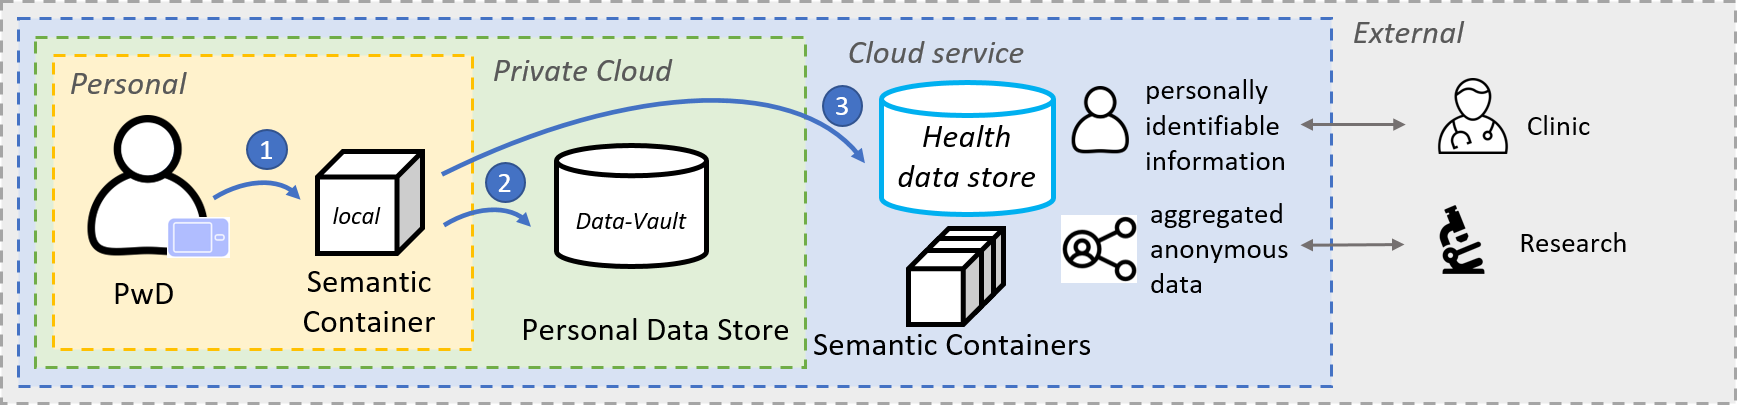 Personal
1
local
PwD
Semantic
Container
Private Cloud
2
Data-Vault
Personal Data Store
Cloud service
3
Health
data store
Semantic Containers
personally
identifiable
information
aggregated
anonymous
data
External
Clinic
Research